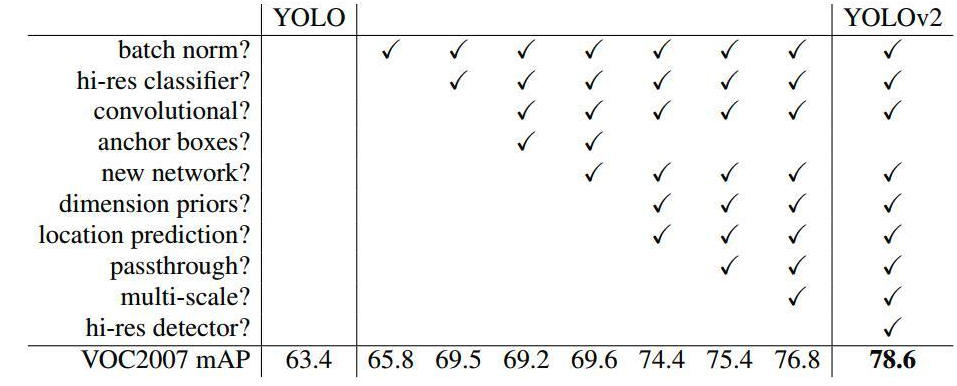 YOLO YOLOv2
batch norm? ✓ ✓ ✓ ✓ ✓ ✓ ✓ ✓
hi-res classifier? ✓ ✓ ✓ ✓ ✓ ✓ ✓
convolutional? ✓ ✓ ✓ ✓ ✓ ✓
anchor boxes? ✓ ✓
new network? ✓ ✓ ✓ ✓ ✓
dimension priors? ✓ ✓ ✓ ✓
location prediction? ✓ ✓ ✓ ✓
passthrough? ✓ ✓ ✓
multi-scale? ✓ ✓
hi-res detector? ✓
VOC2007 mAP 63.4 65.8 69.5 69.2 69.6 74.4 75.4 76.8 78.6